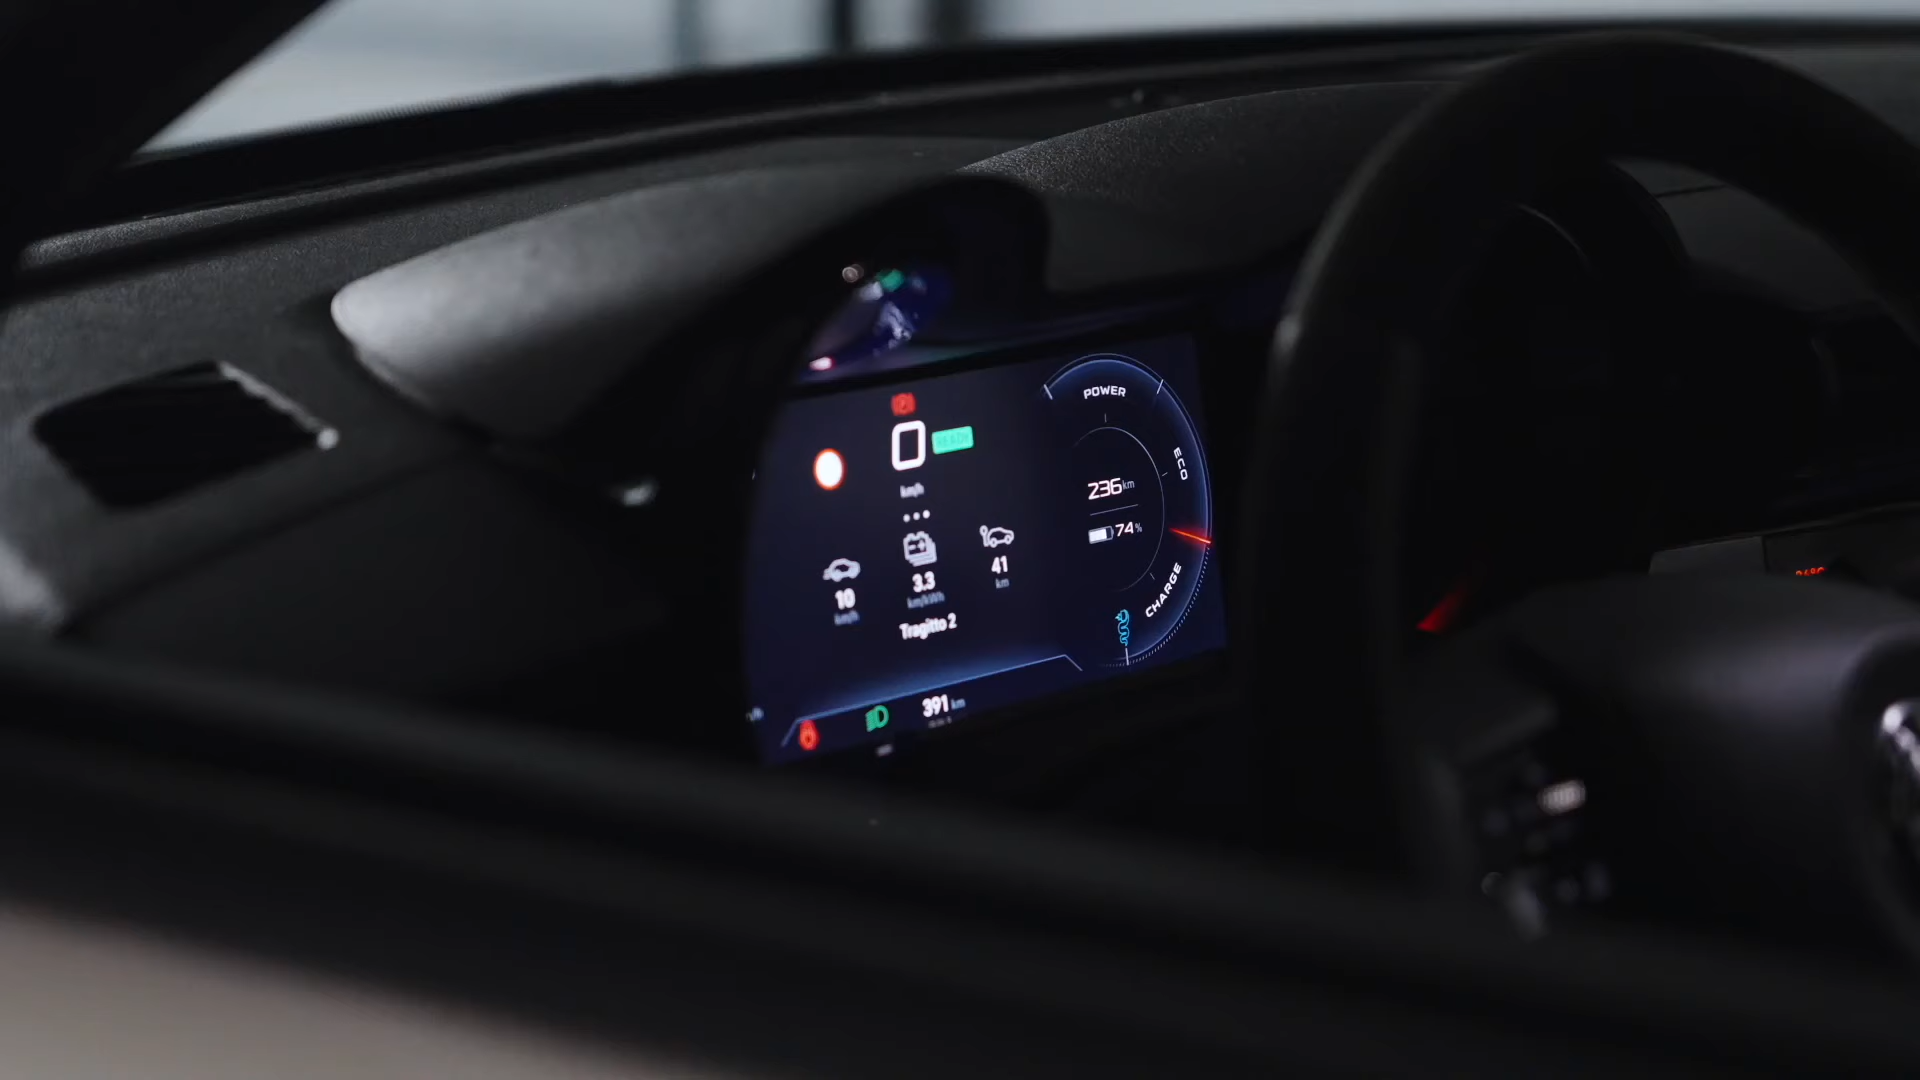 0 READY
km/h
10
km/h
3.3
km/kWh
41
km
Tragitto 2
391 km
POWER
ECO
236 km
74 %
CHARGE